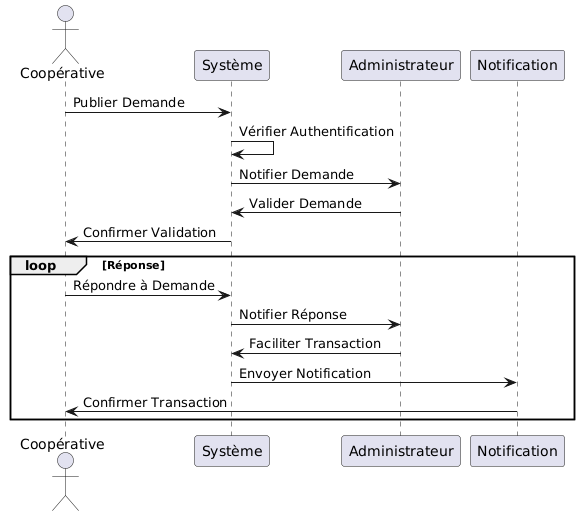 Coopérative
Système
Administrateur
Notification
Publier Demande
Vérifier Authentification
Notifier Demande
Valider Demande
Confirmer Validation
loop [Réponse]
Répondre à Demande
Notifier Réponse
Faciliter Transaction
Envoyer Notification
Confirmer Transaction
Coopérative
Système
Administrateur
Notification